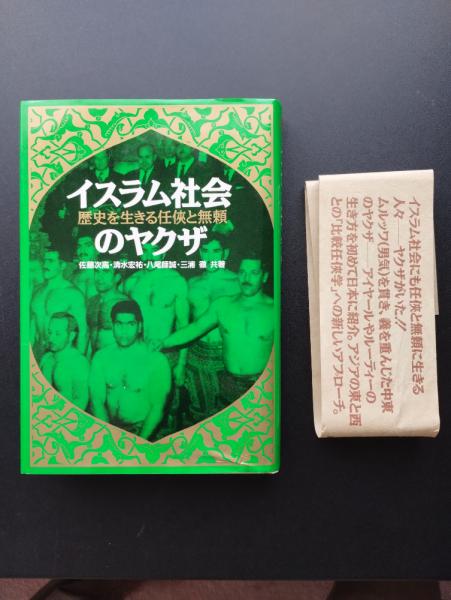 イスラム社会
歴史を生きる任俠と無頼
のヤクザ
佐藤次高・清水宏祐・八尾師誠・三浦 徹 共著
イスラム社会にも任俠と無頼に生きる
人々――ヤクザがいた!!
ムルッワ(男気)を貫き、義を重んじた中東
のヤクザ――アイヤールやルーティーの
生き方を初めて日本に紹介。アジアの東と西
との「比較任俠学」への新しいアプローチ。